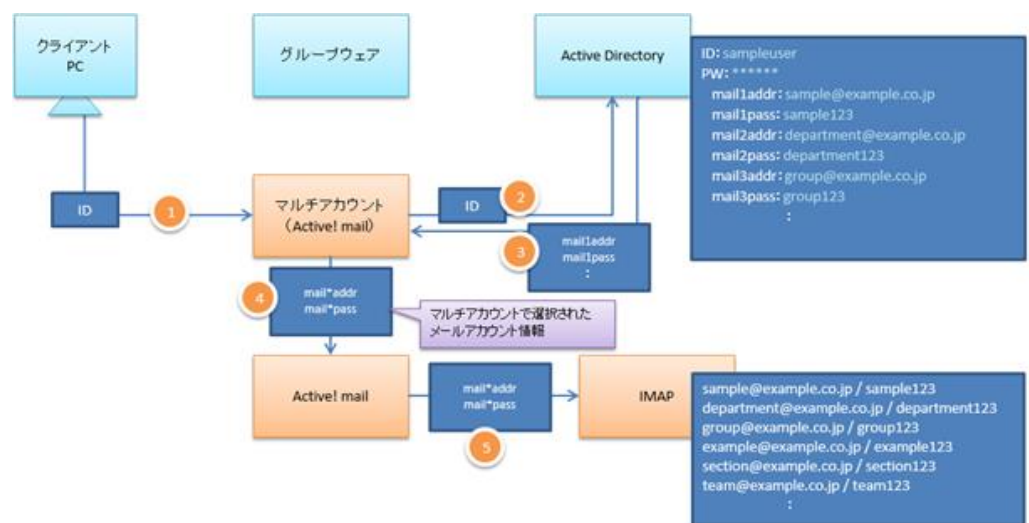 クライアント
PC
グループウェア
Active Directory
ID: sampleuser
PW: ******
mail1addr: sample@example.co.jp
mail1pass: sample123
mail2addr: department@example.co.jp
mail2pass: department123
mail3addr: group@example.co.jp
mail3pass: group123
:
ID
1
マルチアカウント
（Active! mail）
ID
2
3
mail1addr
mail1pass
:
4
mail*addr
mail*pass
マルチアカウントで選択された
メールアカウント情報
Active! mail
mail*addr
mail*pass
5
IMAP
sample@example.co.jp / sample123
department@example.co.jp / department123
group@example.co.jp / group123
example@example.co.jp / example123
section@example.co.jp / section123
team@example.co.jp / team123
: